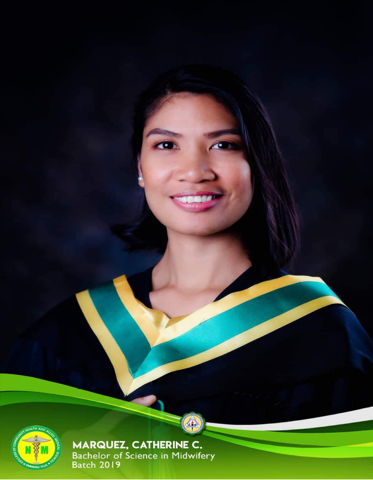 MARQUEZ, CATHERINE C.
Bachelor of Science in Midwifery
Batch 2019
N M